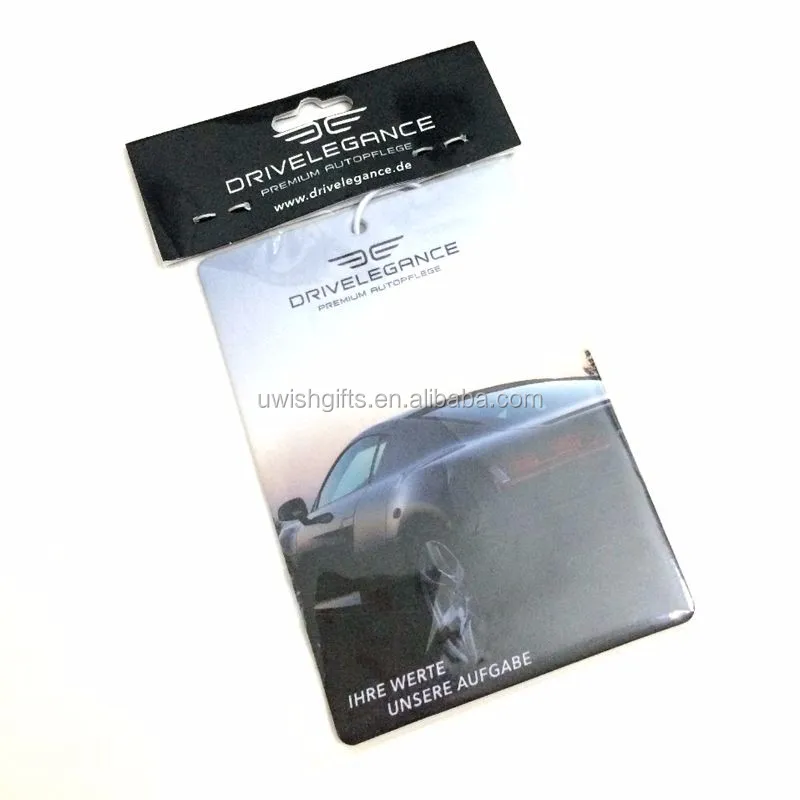 DRIVELEGANCE
PREMIUM AUTOPFLEGE
www.drivelegance.de
DRIVELEGANCE
PREMIUM AUTOPFLEGE
uwishgifts.en.alibaba.com
IHRE WERTE
UNSERE AUFGABE